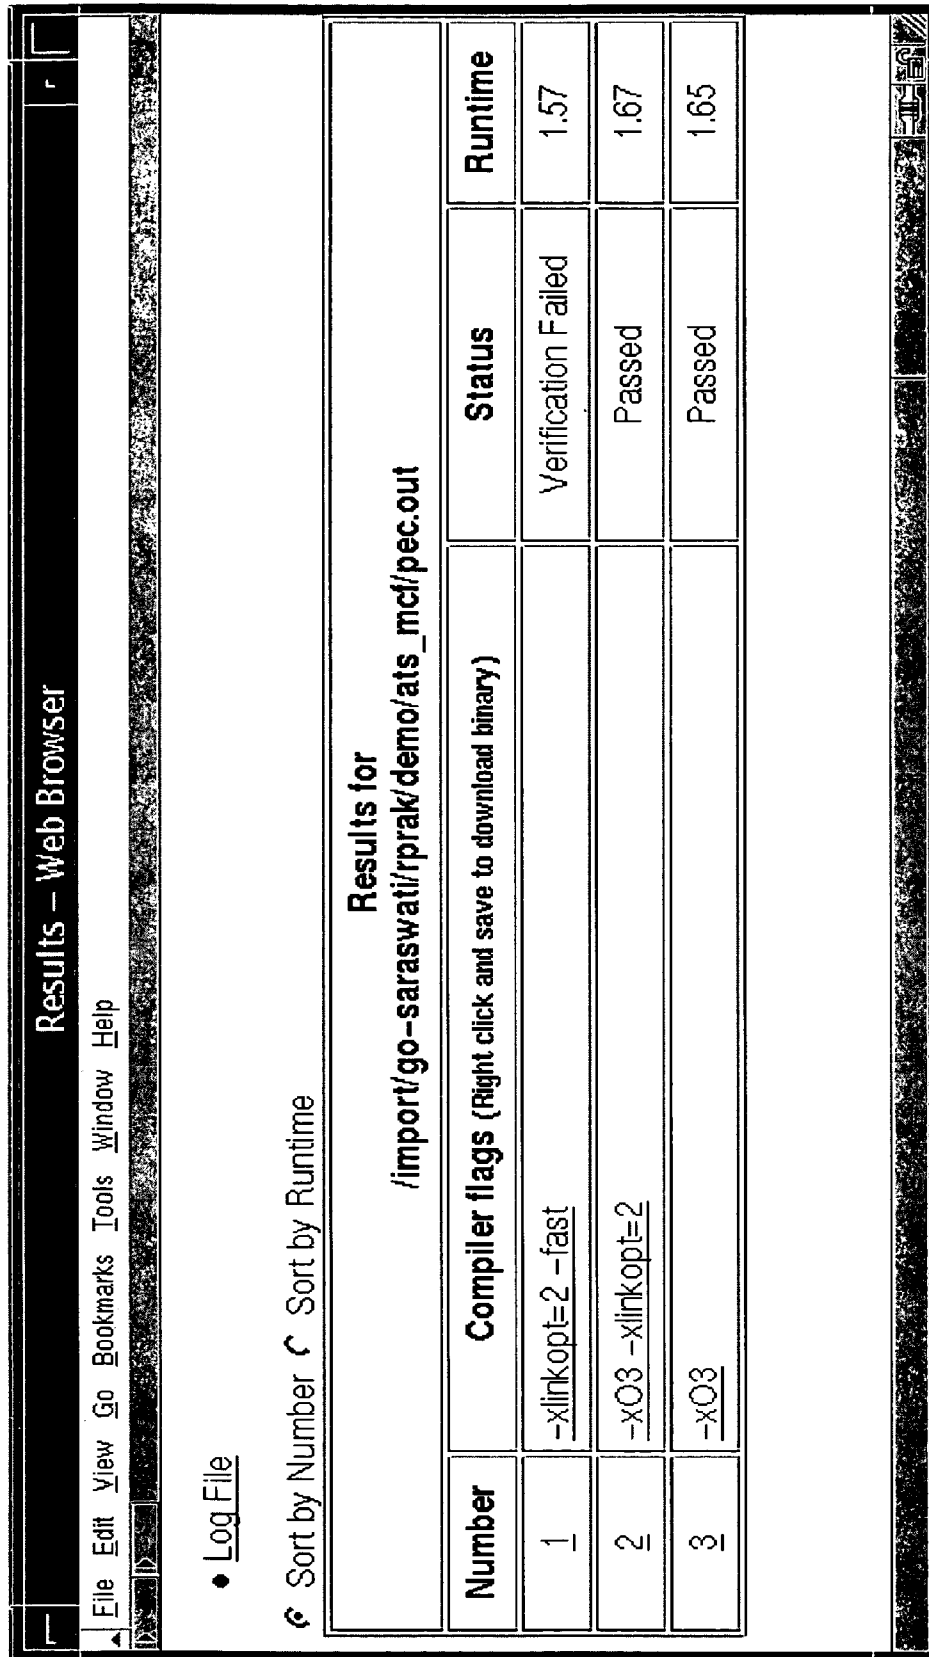 Results – Web Browser
File Edit View Go Bookmarks Tools Window Help
• Log File
Sort by Number Sort by Runtime
Results for
/import/go–saraswati/rprak/demo/ats_mcf/pec.out
Number Compiler flags (Right click and save to download binary) Status Runtime
1 –xlinkopt=2 –fast Verification Failed 1.57
2 –xO3 –xlinkopt=2 Passed 1.67
3 –xO3 Passed 1.65